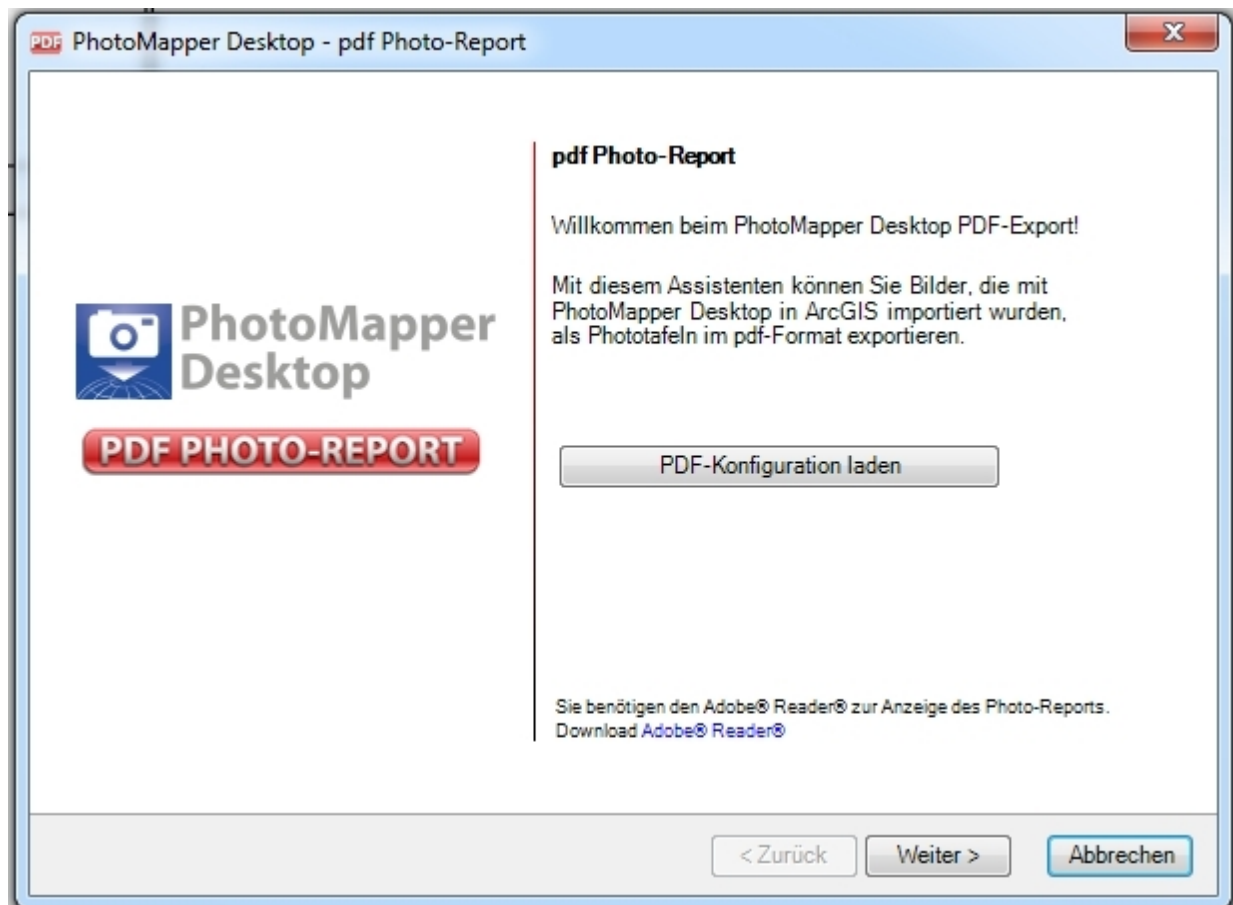 PDF PhotoMapper Desktop - pdf Photo-Report
X
PhotoMapper
Desktop
PDF PHOTO-REPORT
pdf Photo-Report
Willkommen beim PhotoMapper Desktop PDF-Export!
Mit diesem Assistenten können Sie Bilder, die mit
PhotoMapper Desktop in ArcGIS importiert wurden,
als Phototafeln im pdf-Format exportieren.
PDF-Konfiguration laden
Sie benötigen den Adobe® Reader® zur Anzeige des Photo-Reports.
Download Adobe® Reader®
< Zurück Weiter > Abbrechen